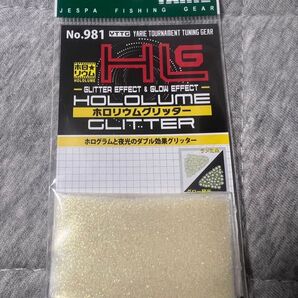 YARIE
JESPA FISHING GEAR
No.981 YTTG YARIE TOURNAMENT TUNING GEAR
ホロ★
リウム
HOLOLUME
HLG
GLITTER EFFECT & GLOW EFFECT
HOLOLUME
ホロリウムグリッター
GLITTER
ホログラムと夜光のダブル効果グリッター